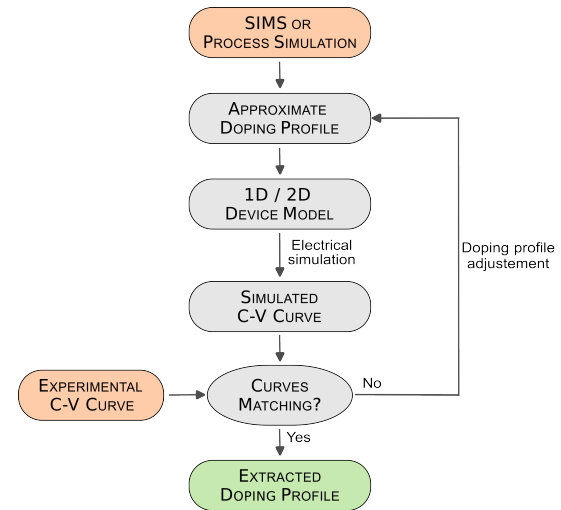 SIMS OR
PROCESS SIMULATION
APPROXIMATE
DOPING PROFILE
1D / 2D
DEVICE MODEL
Electrical
simulation
Doping profile
adjustement
SIMULATED
C-V CURVE
EXPERIMENTAL
C-V CURVE
CURVES
MATCHING?
No
Yes
EXTRACTED
DOPING PROFILE